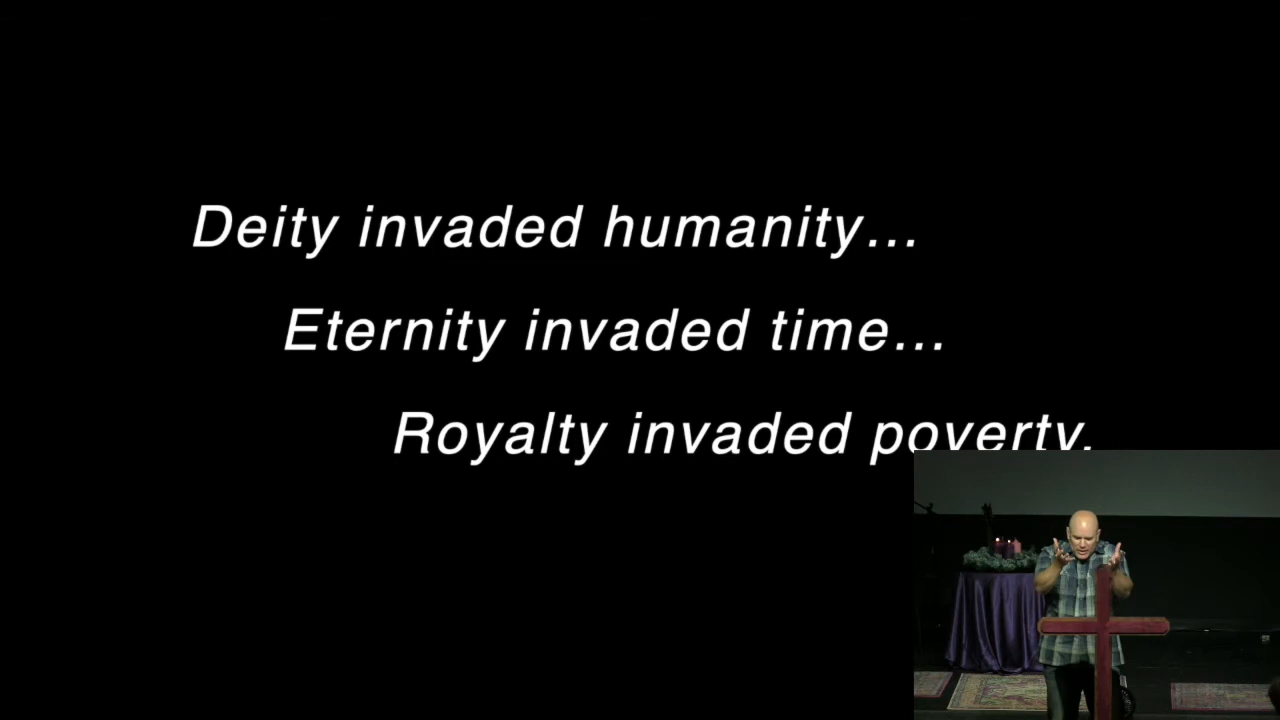 Deity invaded humanity...
Eternity invaded time...
Royalty invaded poverty.